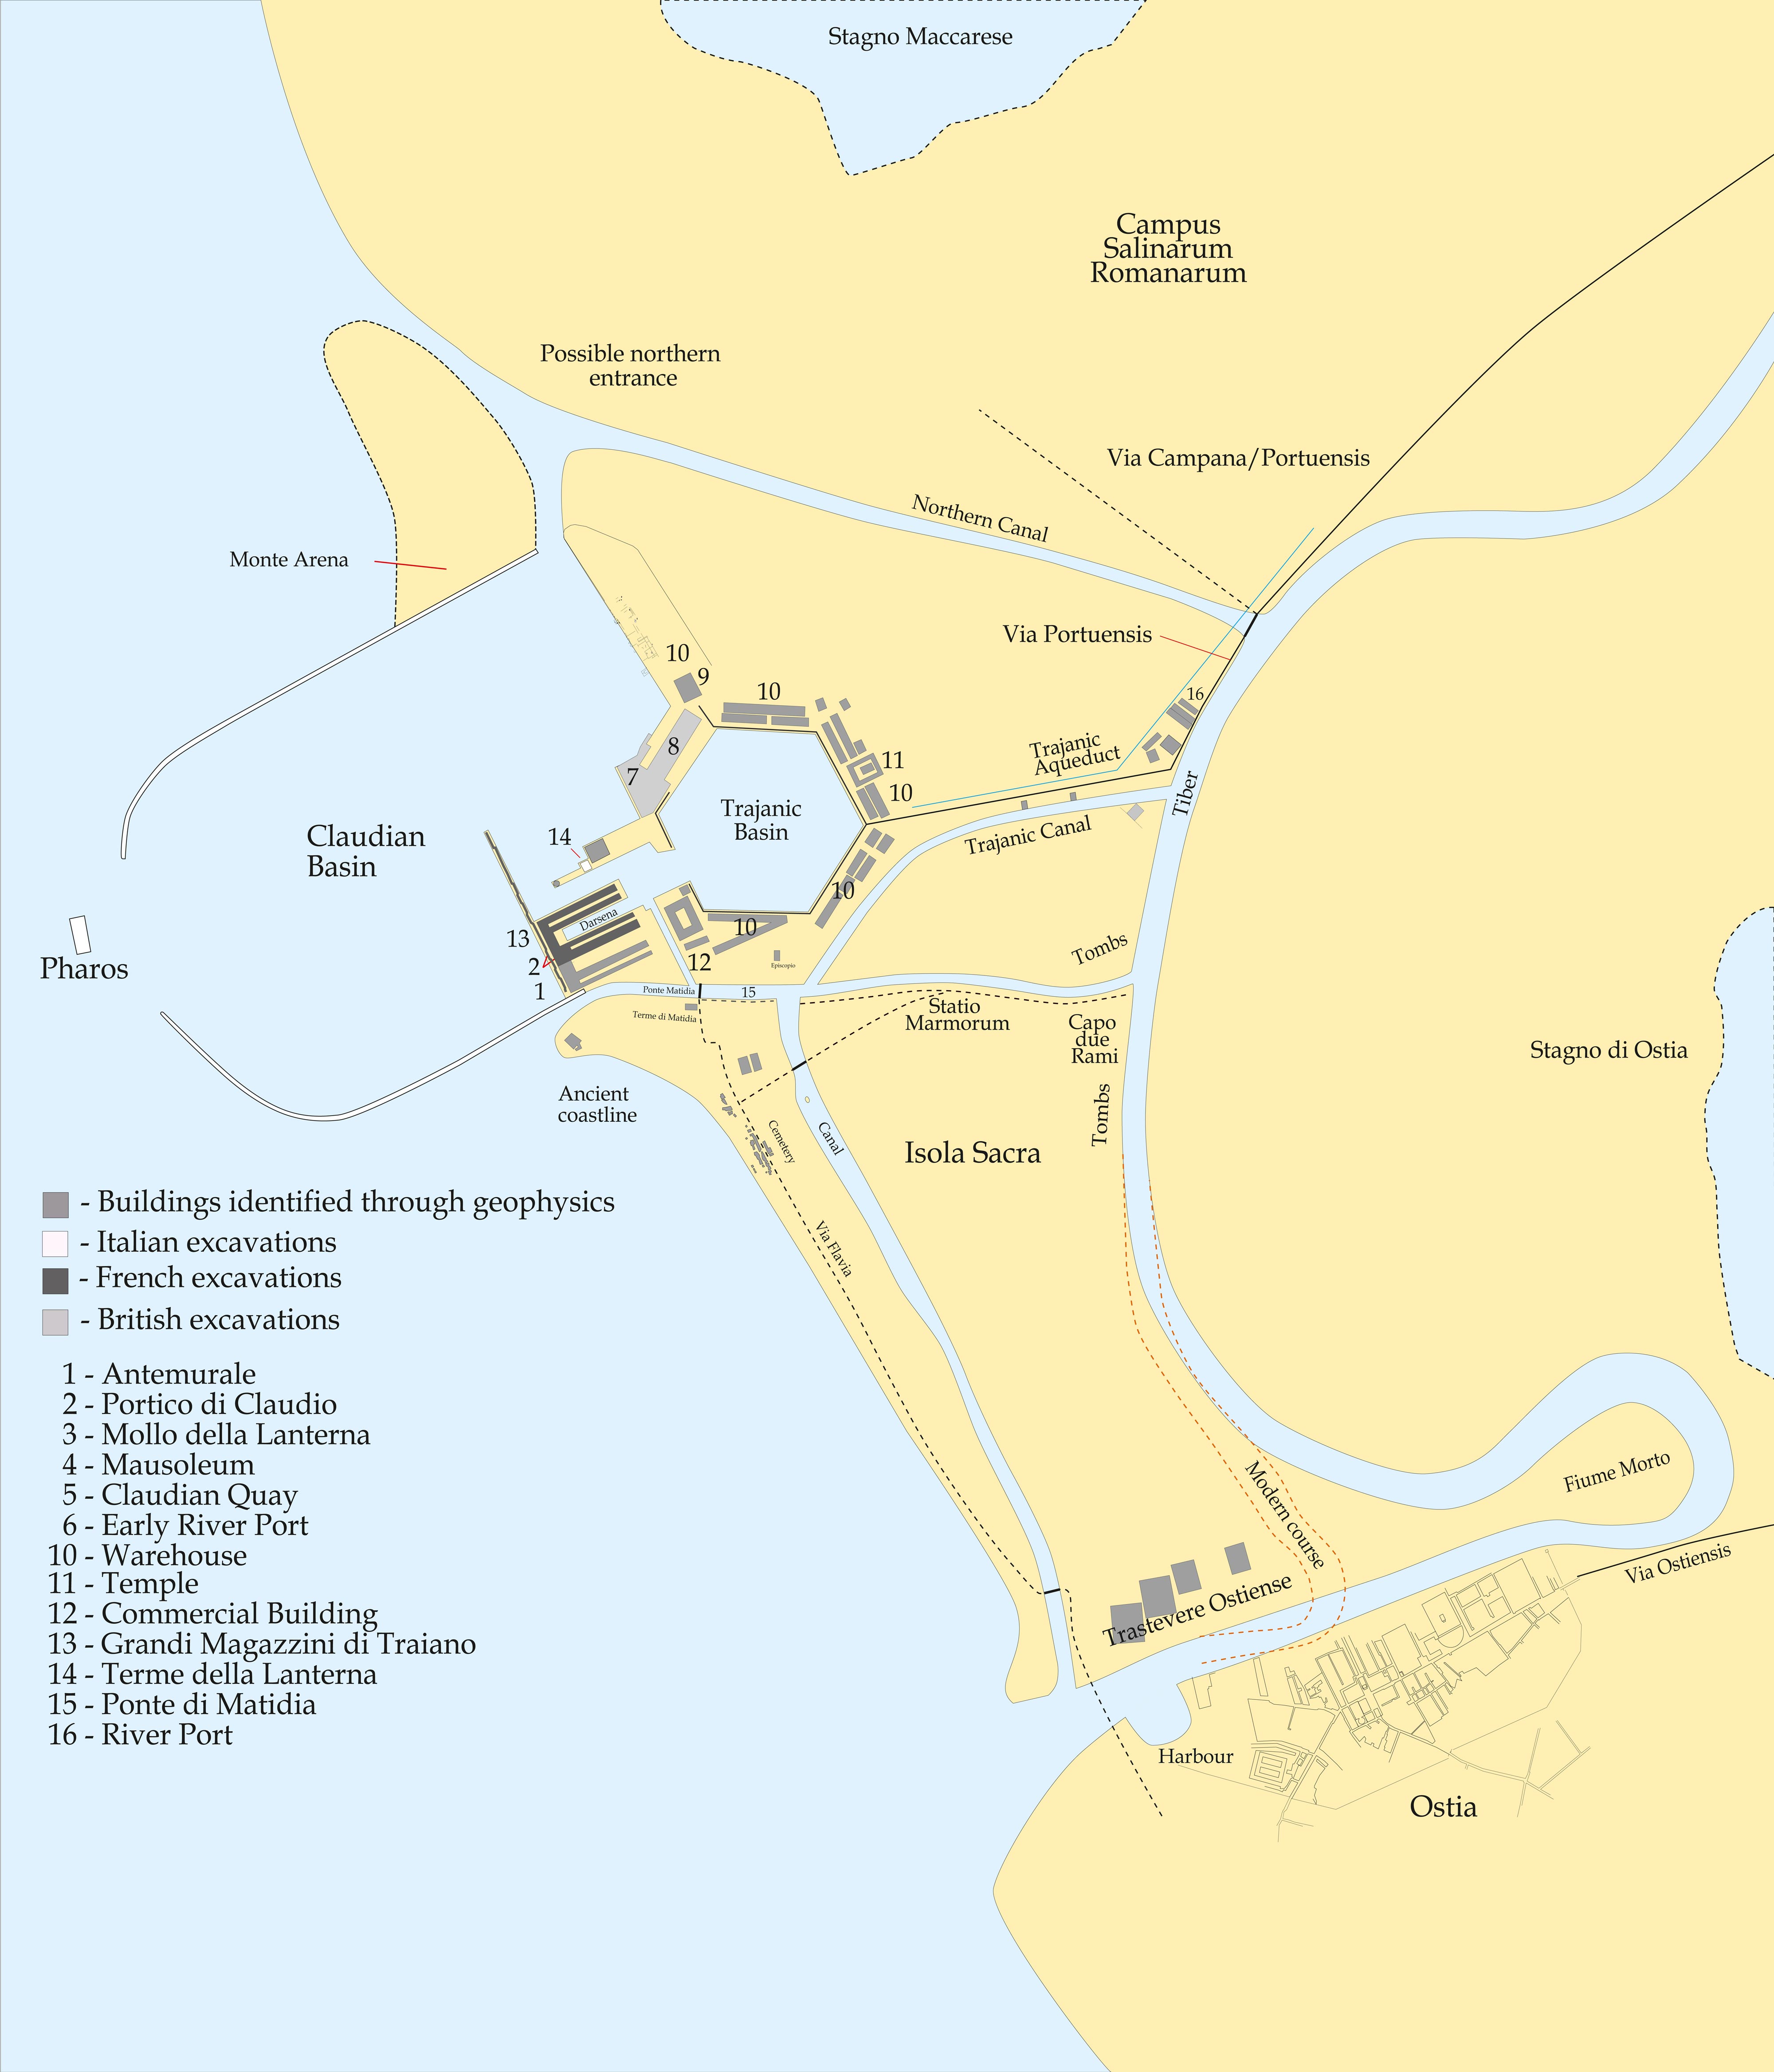 Stagno Maccarese
Campus
Salinarum
Romanarum
Possible northern
entrance
Via Campana/Portuensis
Northern Canal
Monte Arena
Via Portuensis
10
9
10
16
8
11
7
Trajanic
Aqueduct
10
Tiber
Trajanic
Basin
Claudian
Basin
14
Trajanic Canal
10
Darsena
10
13
Tombs
2
12
Episcopio
Pharos
1
Ponte Matidia
15
Terme di Matidia
Statio
Marmorum
Capo
due
Rami
Stagno di Ostia
Ancient
coastline
Tombs
Cemetery
Canal
Isola Sacra
Via Flavia
- Buildings identified through geophysics
- Italian excavations
- French excavations
- British excavations
1 - Antemurale
2 - Portico di Claudio
3 - Mollo della Lanterna
4 - Mausoleum
5 - Claudian Quay
6 - Early River Port
10 - Warehouse
11 - Temple
12 - Commercial Building
13 - Grandi Magazzini di Traiano
14 - Terme della Lanterna
15 - Ponte di Matidia
16 - River Port
Modern course
Fiume Morto
Via Ostiensis
Trastevere Ostiense
Harbour
Ostia